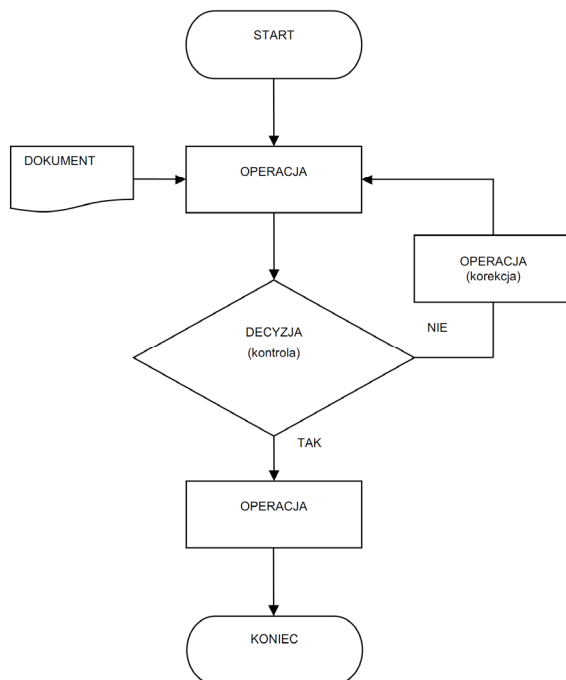 START
DOKUMENT
OPERACJA
OPERACJA
(korekcja)
DECYZJA
(kontrola)
NIE
TAK
OPERACJA
KONIEC